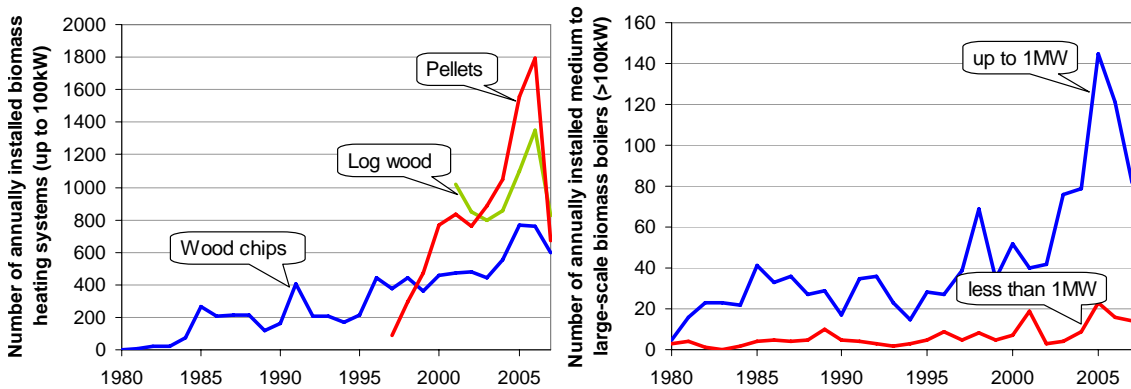 Number of annually installed biomass
heating systems (up to 100kW)
2000
1800
1600
1400
1200
1000
800
600
400
200
0
Pellets
Log wood
Wood chips
1980 1985 1990 1995 2000 2005
Number of annually installed medium to
large-scale biomass boilers (>100kW)
160
140
120
100
80
60
40
20
0
up to 1MW
less than 1MW
1980 1985 1990 1995 2000 2005